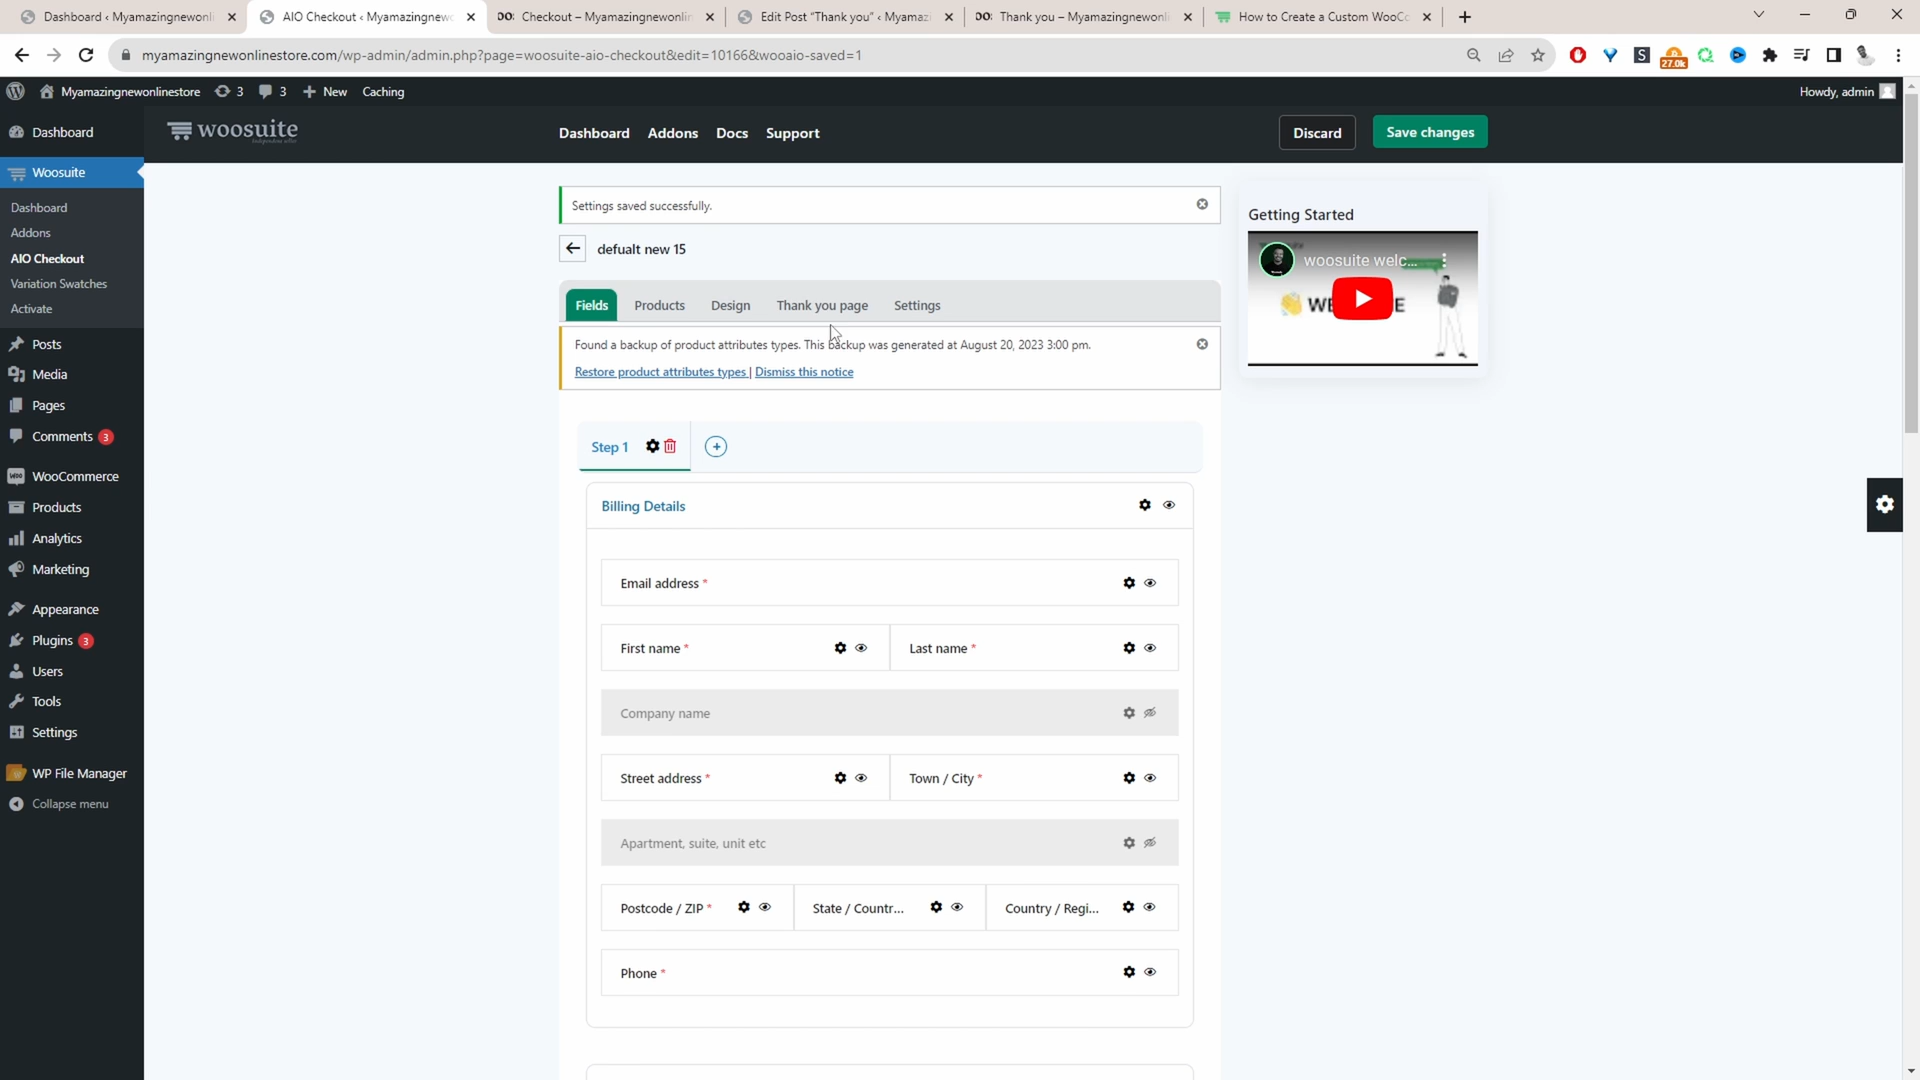 Dashboard ‹ Myamazingnewonli
AIO Checkout ‹ Myamazingnewo
Checkout – Myamazingnewonlin
Edit Post "Thank you" ‹ Myamazi
Thank you – Myamazingnewonli
How to Create a Custom WooCo
myamazingnewonlinestore.com/wp-admin/admin.php?page=woosuite-aio-checkout&edit=10166&wooaio-saved=1
27.0k
Myamazingnewonlinestore
3
3
New
Caching
Howdy, admin
Dashboard
woosuite
Dashboard
Addons
Docs
Support
Discard
Save changes
Woosuite
Dashboard
Addons
AIO Checkout
Variation Swatches
Activate
Posts
Media
Pages
Comments 3
WooCommerce
Products
Analytics
Marketing
Appearance
Plugins 3
Users
Tools
Settings
WP File Manager
Collapse menu
Settings saved successfully.
defualt new 15
Fields
Products
Design
Thank you page
Settings
Found a backup of product attributes types. This backup was generated at August 20, 2023 3:00 pm.
Restore product attributes types | Dismiss this notice
Step 1
Billing Details
Email address *
First name *
Last name *
Company name
Street address *
Town / City *
Apartment, suite, unit etc
Postcode / ZIP *
State / Countr...
Country / Regi...
Phone *
Getting Started
woosuite welc...